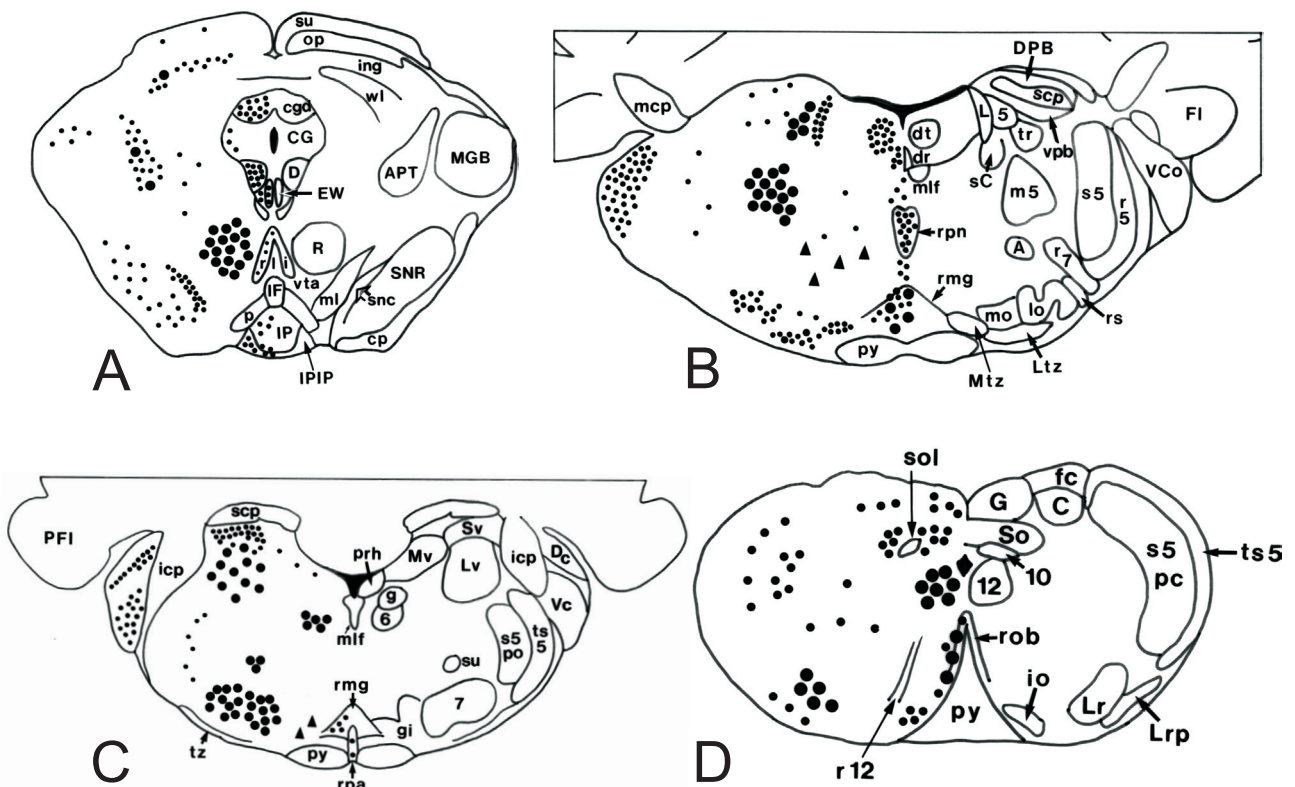 su
op
ing
wl
cgd
CG
APT
MGB
D
EW
R
r l i
vta
SNR
IF
ml
snc
p
IP
cp
IPIP
A
DPB
mcp
scp
Fl
L 5
dt
tr
vpb
dr
sC
VCo
mlf
m5
s5
r
5
rpn
A
r7
rmg
mo
lo
rs
py
Mtz
Ltz
B
PFl
scp
Sv
icp
prh
Mv
Lv
icp
Dc
g
6
Vc
mlf
s5
po
ts
5
su
rmg
7
gi
tz
py
rpa
C
sol
fc
G
C
So
s5
pc
ts5
10
12
rob
io
py
Lr
Lrp
r12
D